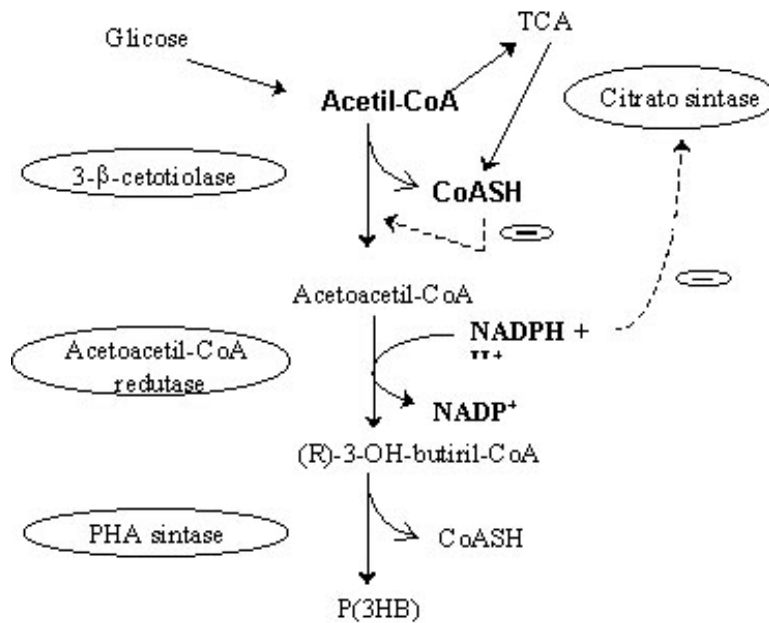 TCA
Glicose
Acetil-CoA
Citrato sintase
3-β-cetotiolase
CoASH
Acetoacetil-CoA
NADPH +
Acetoacetil-CoA
redutase
NADP⁺
(R)-3-OH-butiril-CoA
PHA sintase
CoASH
P(3HB)